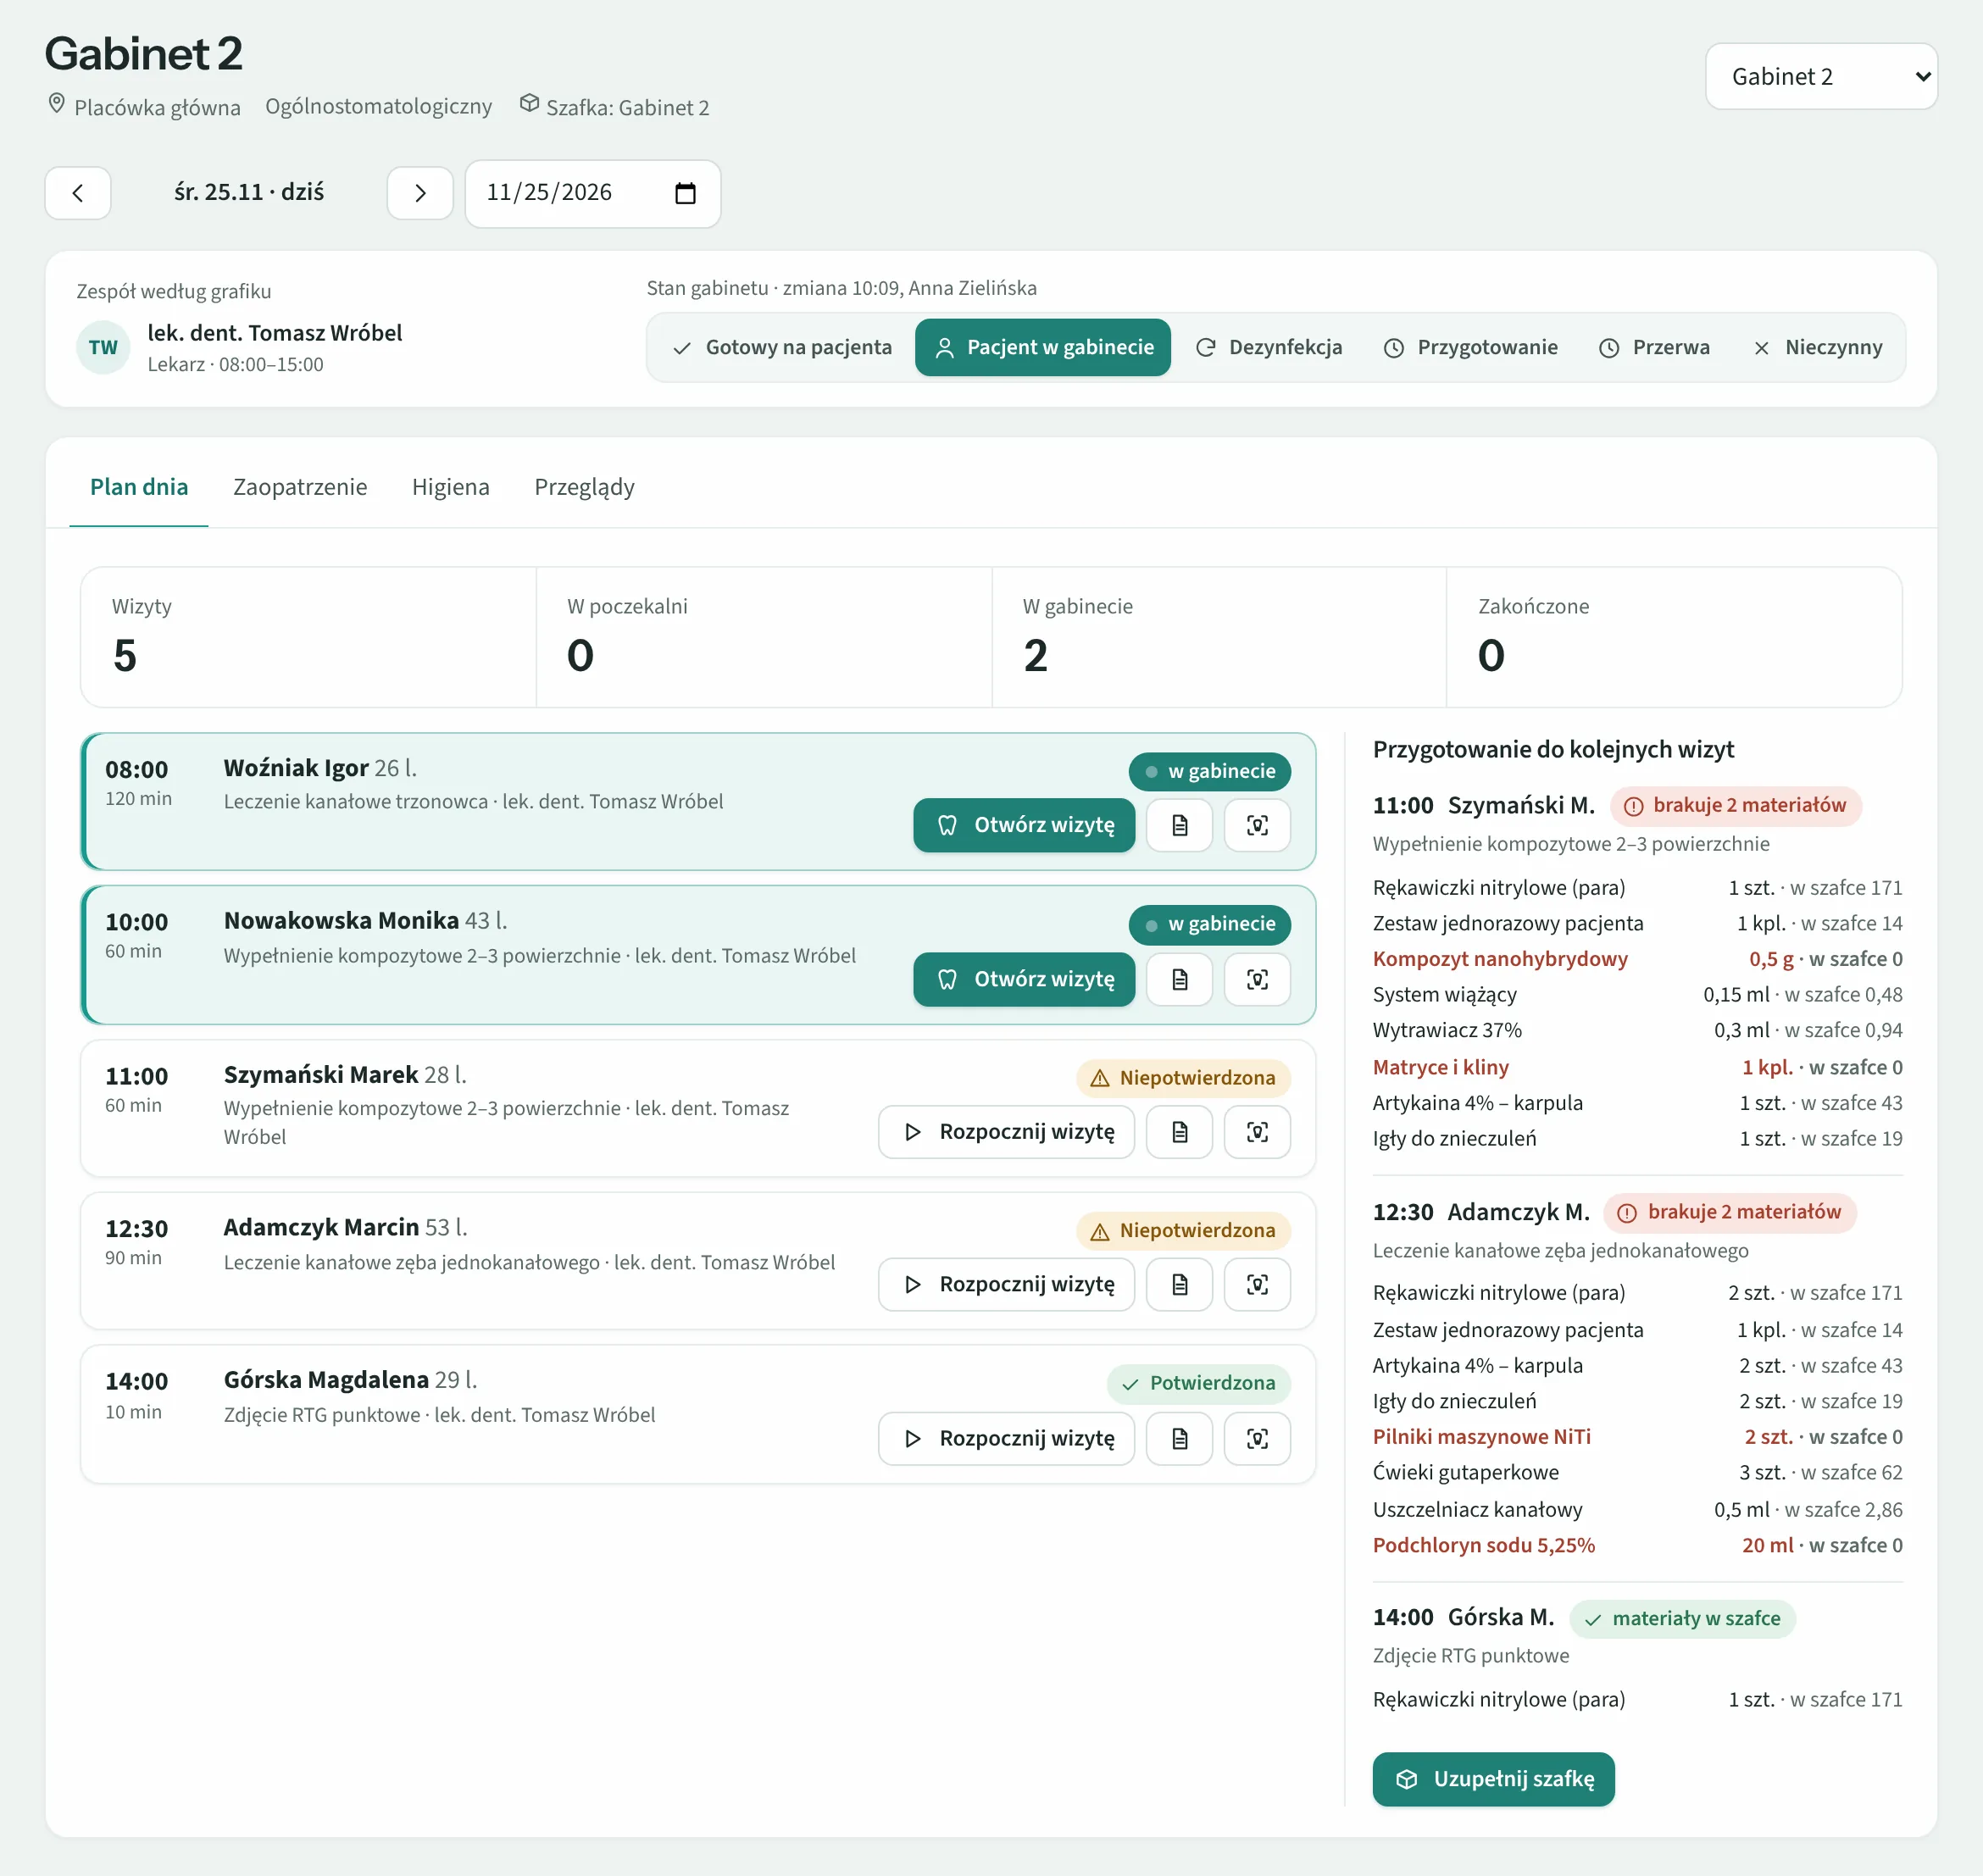 Gabinet 2
Placówka główna Ogólnostomatologiczny Szafka: Gabinet 2
Gabinet 2
śr. 25.11 · dziś
11/25/2026
Zespół według grafiku
TW
lek. dent. Tomasz Wróbel
Lekarz · 08:00–15:00
Stan gabinetu · zmiana 10:09, Anna Zielińska
Gotowy na pacjenta Pacjent w gabinecie Dezynfekcja Przygotowanie Przerwa Nieczynny
Plan dnia Zaopatrzenie Higiena Przeglądy
Wizyty
5
W poczekalni
0
W gabinecie
2
Zakończone
0
08:00
120 min
Woźniak Igor 26 l.
Leczenie kanałowe trzonowca · lek. dent. Tomasz Wróbel
w gabinecie
Otwórz wizytę
10:00
60 min
Nowakowska Monika 43 l.
Wypełnienie kompozytowe 2–3 powierzchnie · lek. dent. Tomasz Wróbel
w gabinecie
Otwórz wizytę
11:00
60 min
Szymański Marek 28 l.
Wypełnienie kompozytowe 2–3 powierzchnie · lek. dent. Tomasz
Wróbel
Niepotwierdzona
Rozpocznij wizytę
12:30
90 min
Adamczyk Marcin 53 l.
Leczenie kanałowe zęba jednokanałowego · lek. dent. Tomasz Wróbel
Niepotwierdzona
Rozpocznij wizytę
14:00
10 min
Górska Magdalena 29 l.
Zdjęcie RTG punktowe · lek. dent. Tomasz Wróbel
Potwierdzona
Rozpocznij wizytę
Przygotowanie do kolejnych wizyt
11:00 Szymański M. brakuje 2 materiałów
Wypełnienie kompozytowe 2–3 powierzchnie
Rękawiczki nitrylowe (para) 1 szt. · w szafce 171
Zestaw jednorazowy pacjenta 1 kpl. · w szafce 14
Kompozyt nanohybrydowy 0,5 g · w szafce 0
System wiążący 0,15 ml · w szafce 0,48
Wytrawiacz 37% 0,3 ml · w szafce 0,94
Matryce i kliny 1 kpl. · w szafce 0
Artykaina 4% – karpula 1 szt. · w szafce 43
Igły do znieczuleń 1 szt. · w szafce 19
12:30 Adamczyk M. brakuje 2 materiałów
Leczenie kanałowe zęba jednokanałowego
Rękawiczki nitrylowe (para) 2 szt. · w szafce 171
Zestaw jednorazowy pacjenta 1 kpl. · w szafce 14
Artykaina 4% – karpula 2 szt. · w szafce 43
Igły do znieczuleń 2 szt. · w szafce 19
Pilniki maszynowe NiTi 2 szt. · w szafce 0
Ćwieki gutaperkowe 3 szt. · w szafce 62
Uszczelniacz kanałowy 0,5 ml · w szafce 2,86
Podchloryn sodu 5,25% 20 ml · w szafce 0
14:00 Górska M. materiały w szafce
Zdjęcie RTG punktowe
Rękawiczki nitrylowe (para) 1 szt. · w szafce 171
Uzupełnij szafkę